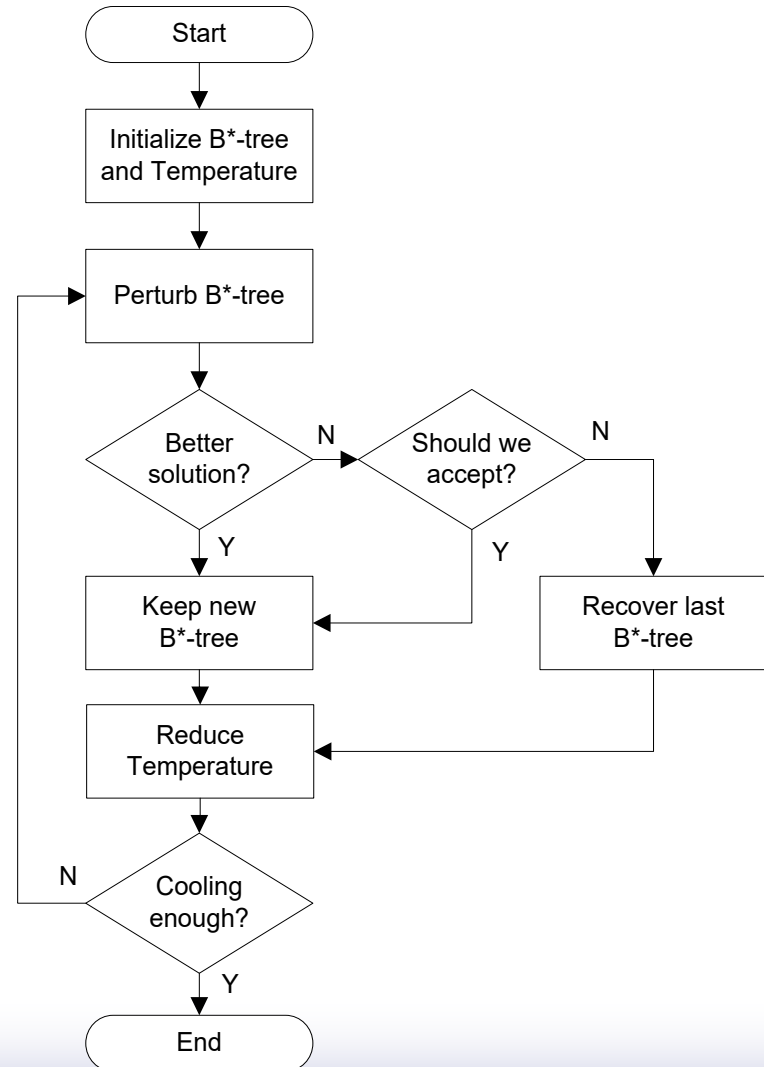 Start
Initialize B*-tree
and Temperature
Perturb B*-tree
Better
solution?
N
Should we
accept?
N
Y
Y
Keep new
B*-tree
Recover last
B*-tree
Reduce
Temperature
N
Cooling
enough?
Y
End